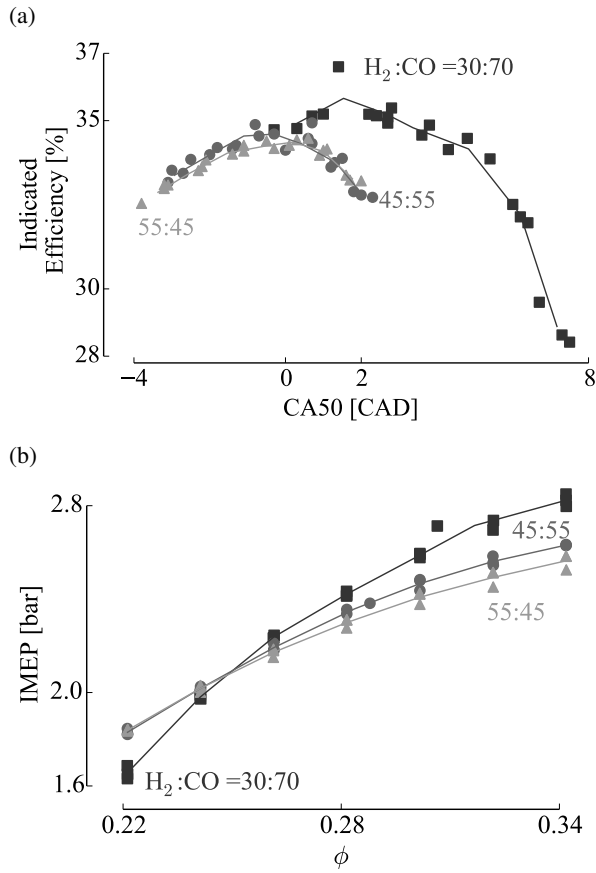 (a)
37
H2:CO =30:70
35
Indicated
Efficiency [%]
45:55
55:45
30
28
−4 0 2 8
CA50 [CAD]
(b)
2.8
45:55
IMEP [bar]
55:45
2.0
H2:CO =30:70
1.6
0.22 0.28 0.34
ϕ